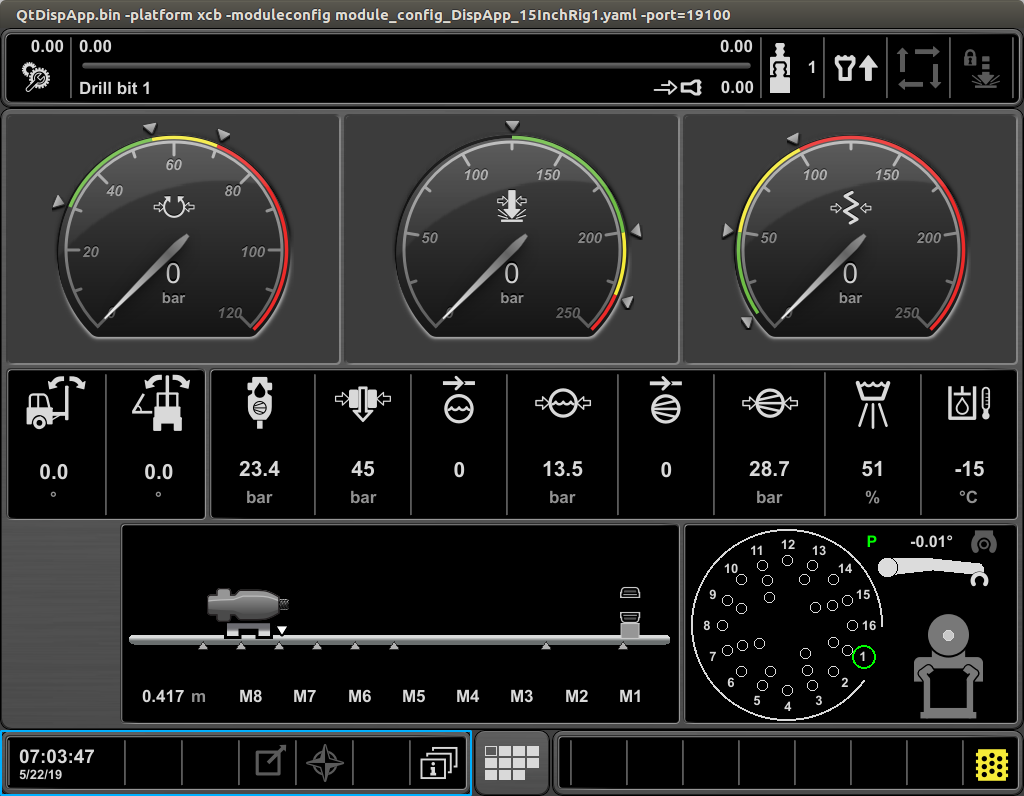 QtDispApp.bin -platform xcb -moduleconfig module_config_DispApp_15InchRig1.yaml -port=19100
0.00 0.00 0.00
1
Drill bit 1 0.00
0 20 40 60 80 100 120
0
bar
0 50 100 150 200 250
0
bar
0 50 100 150 200 250
0
bar
0.0 0.0 23.4 45 0 13.5 0 28.7 51 -15
° ° bar bar bar bar % °C
P -0.01°
12
11 13
10 14
9 15
8 16
7 1
6 2
5 3
4
0.417 m M8 M7 M6 M5 M4 M3 M2 M1
07:03:47
5/22/19
i